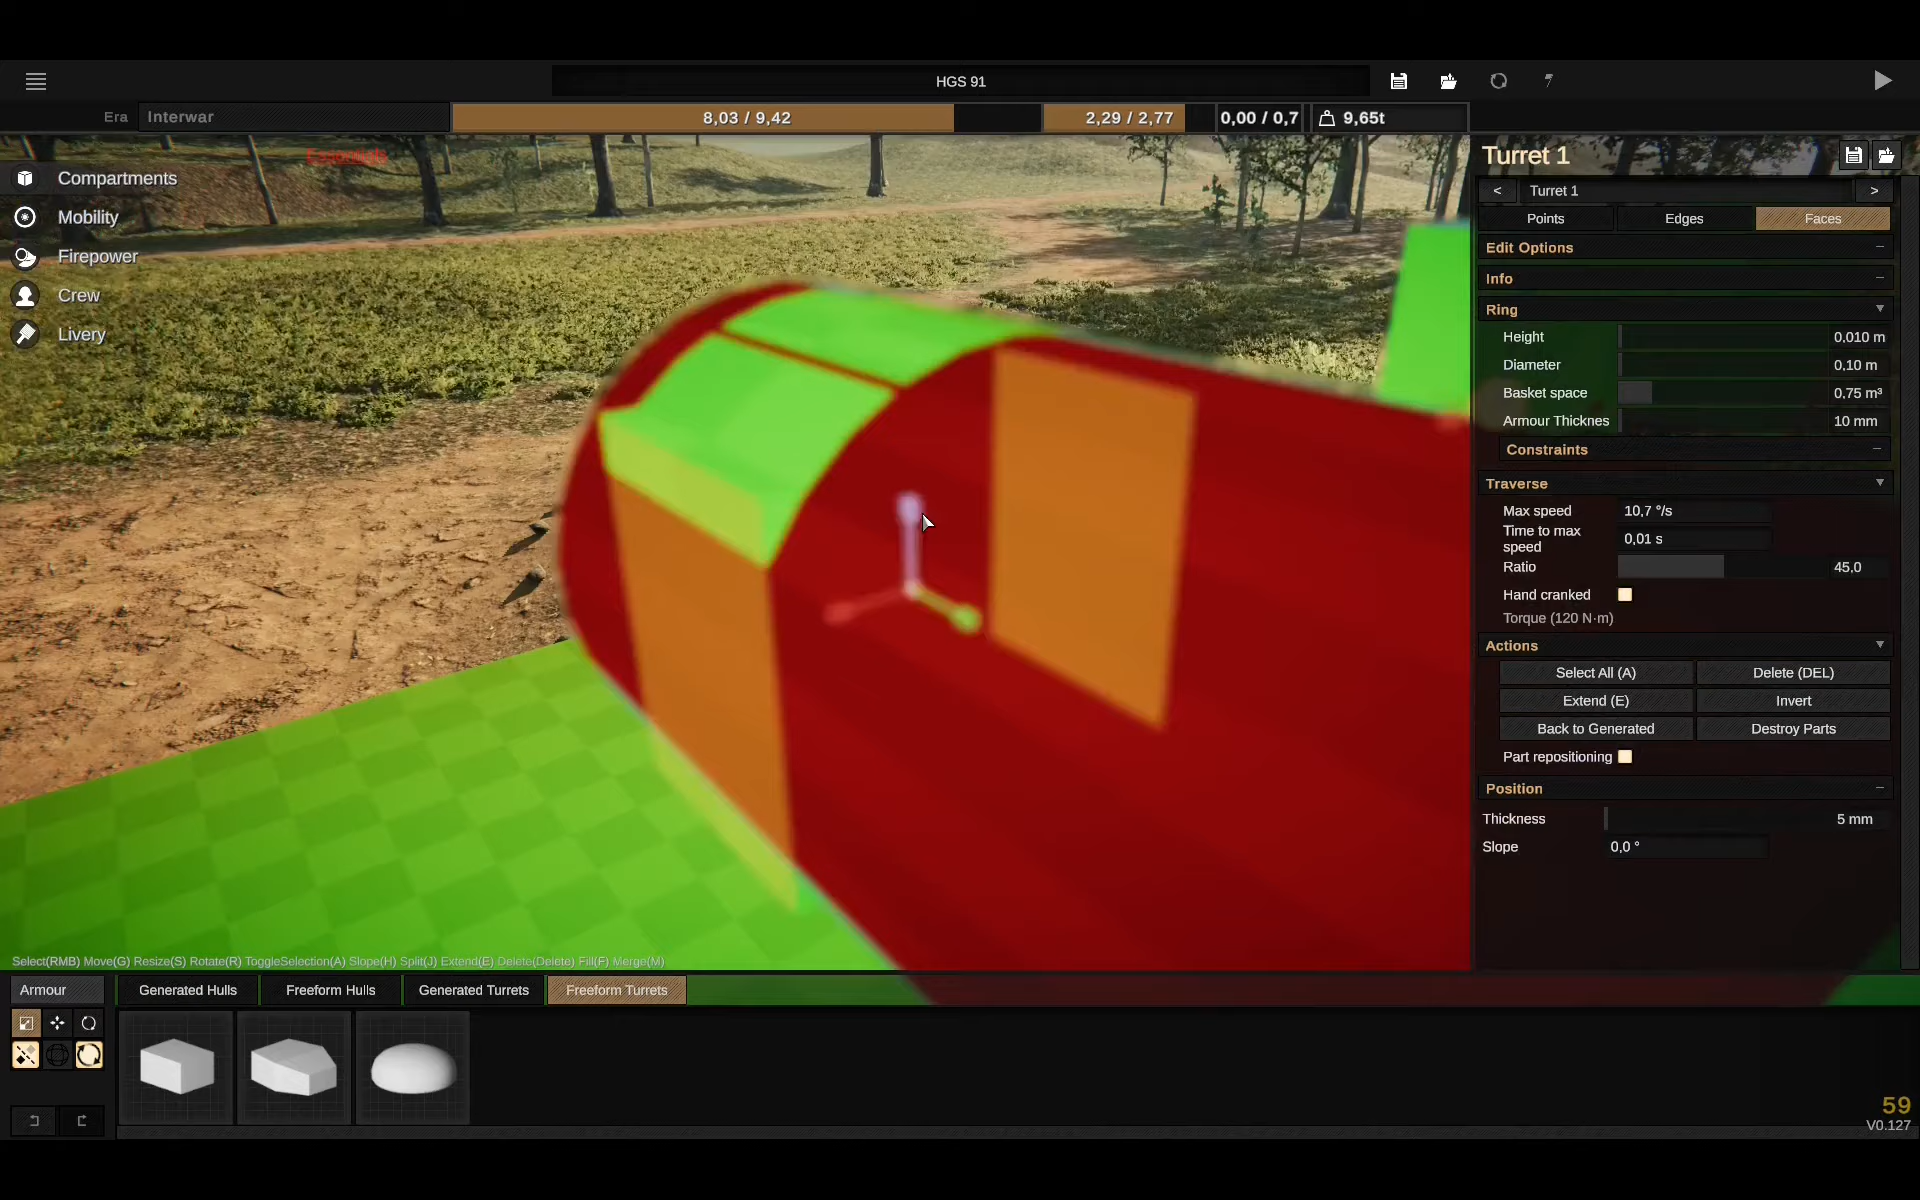 HGS 91
Era
Interwar
8,03 / 9,42
2,29 / 2,77
0,00 / 0,7
9,65t
Essentials
Compartments
Mobility
Firepower
Crew
Livery
Turret 1
<
Turret 1
>
Points
Edges
Faces
Edit Options
Info
Ring
Height
0,010 m
Diameter
0,10 m
Basket space
0,75 m³
Armour Thicknes
10 mm
Constraints
Traverse
Max speed
10,7 °/s
Time to max
speed
0,01 s
Ratio
45,0
Hand cranked
Torque (120 N·m)
Actions
Select All (A)
Delete (DEL)
Extend (E)
Invert
Back to Generated
Destroy Parts
Part repositioning
Position
Thickness
5 mm
Slope
0,0 °
Select(RMB) Move(G) Resize(S) Rotate(R) ToggleSelection(A) Slope(H) Split(J) Extend(E) Delete(Delete) Fill(F) Merge(M)
Armour
Generated Hulls
Freeform Hulls
Generated Turrets
Freeform Turrets
59
V0.127